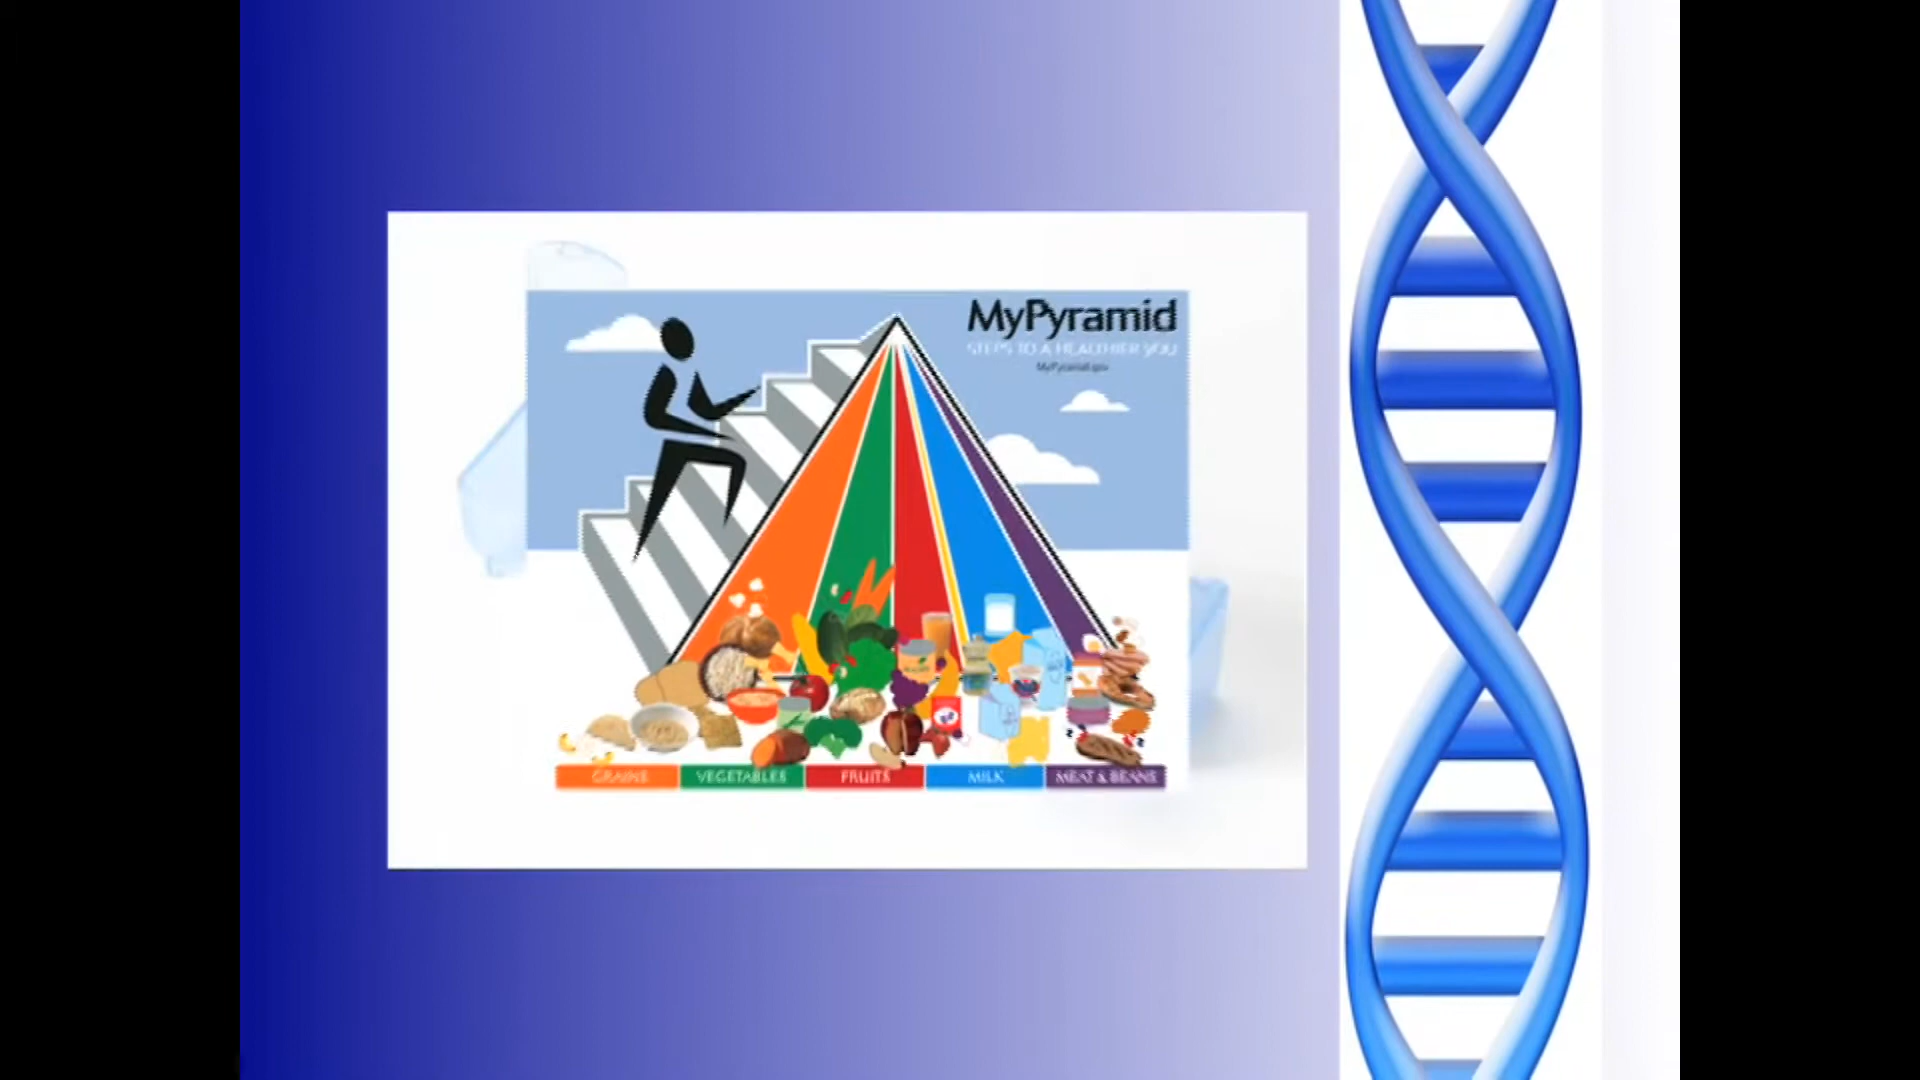 MyPyramid
STEPS TO A HEALTHIER YOU
MyPyramid.gov
GRAINS
VEGETABLES
FRUITS
MILK
MEAT & BEANS